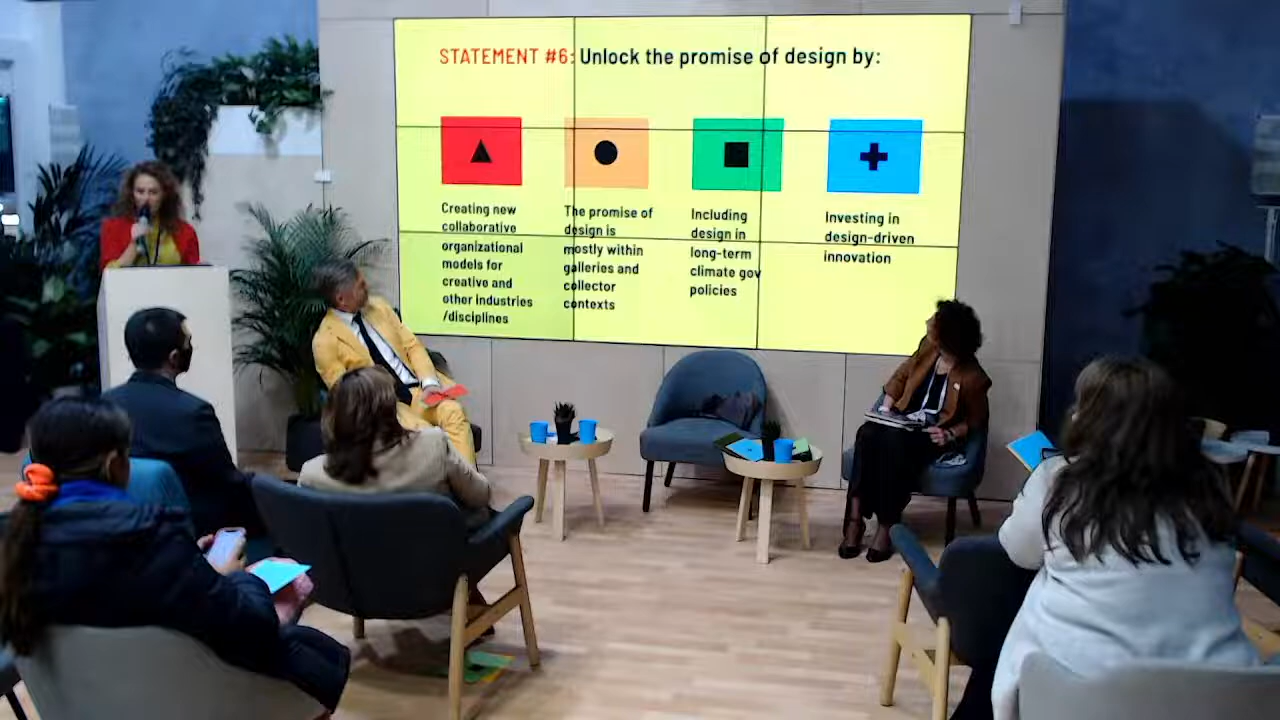 STATEMENT #6: Unlock the promise of design by:
Creating new
collaborative
organizational
models for
creative and
other industries
/disciplines
The promise of
design is
mostly within
galleries and
collector
contexts
Including
design in
long-term
climate gov
policies
Investing in
design-driven
innovation